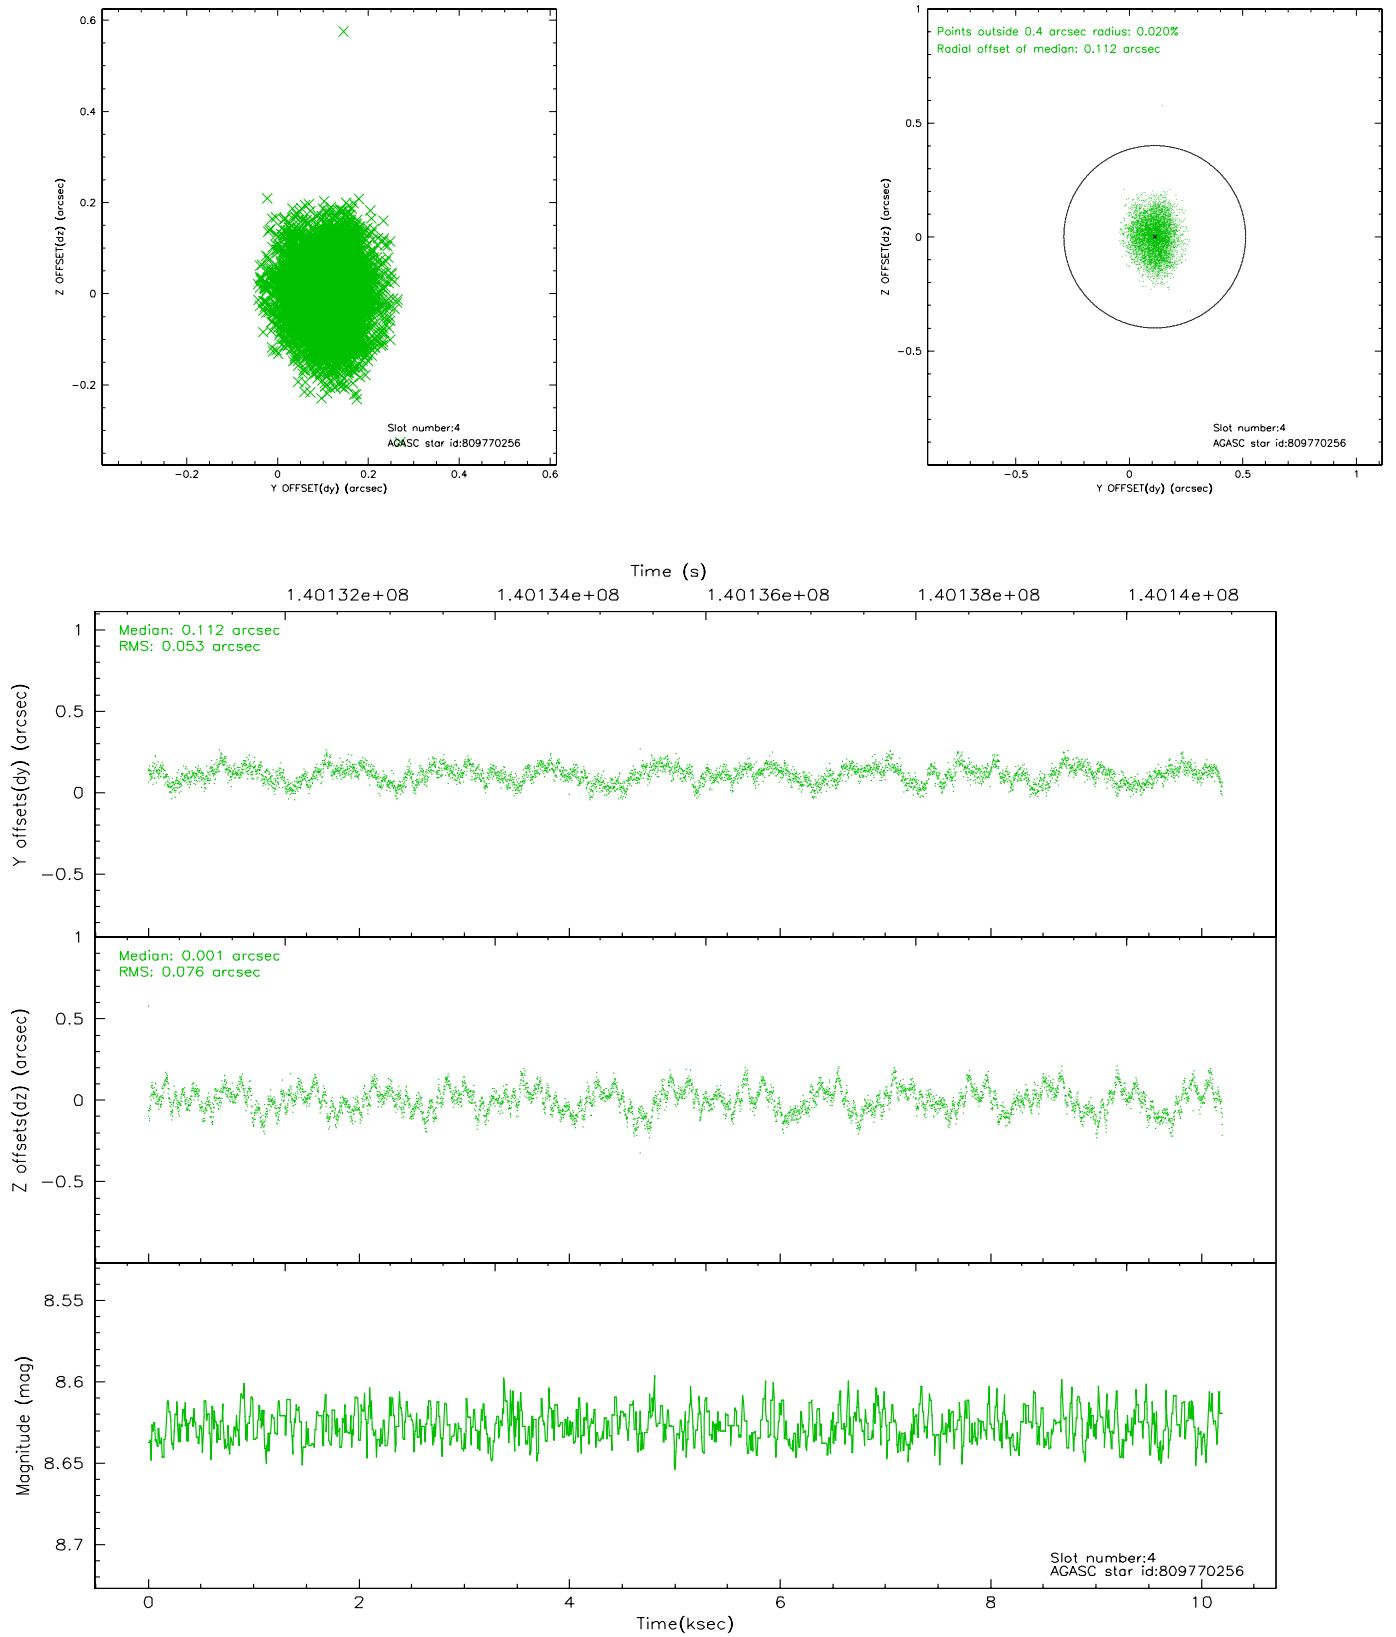 0.6
0.4
0.2
0
−0.2
Z OFFSET(dz) (arcsec)
Slot number:4
AGASC star id:809770256
−0.2 0 0.2 0.4 0.6
Y OFFSET(dy) (arcsec)
1
0.5
0
−0.5
Z OFFSET(dz) (arcsec)
Points outside 0.4 arcsec radius: 0.020%
Radial offset of median: 0.112 arcsec
Slot number:4
AGASC star id:809770256
−0.5 0 0.5 1
Y OFFSET(dy) (arcsec)
Time (s)
1.40132e+08 1.40134e+08 1.40136e+08 1.40138e+08 1.4014e+08
Median: 0.112 arcsec
RMS: 0.053 arcsec
1
0.5
0
−0.5
Y offsets(dy) (arcsec)
Median: 0.001 arcsec
RMS: 0.076 arcsec
1
0.5
0
−0.5
Z offsets(dz) (arcsec)
8.55
8.6
8.65
8.7
Magnitude (mag)
Slot number:4
AGASC star id:809770256
0 2 4 6 8 10
Time(ksec)